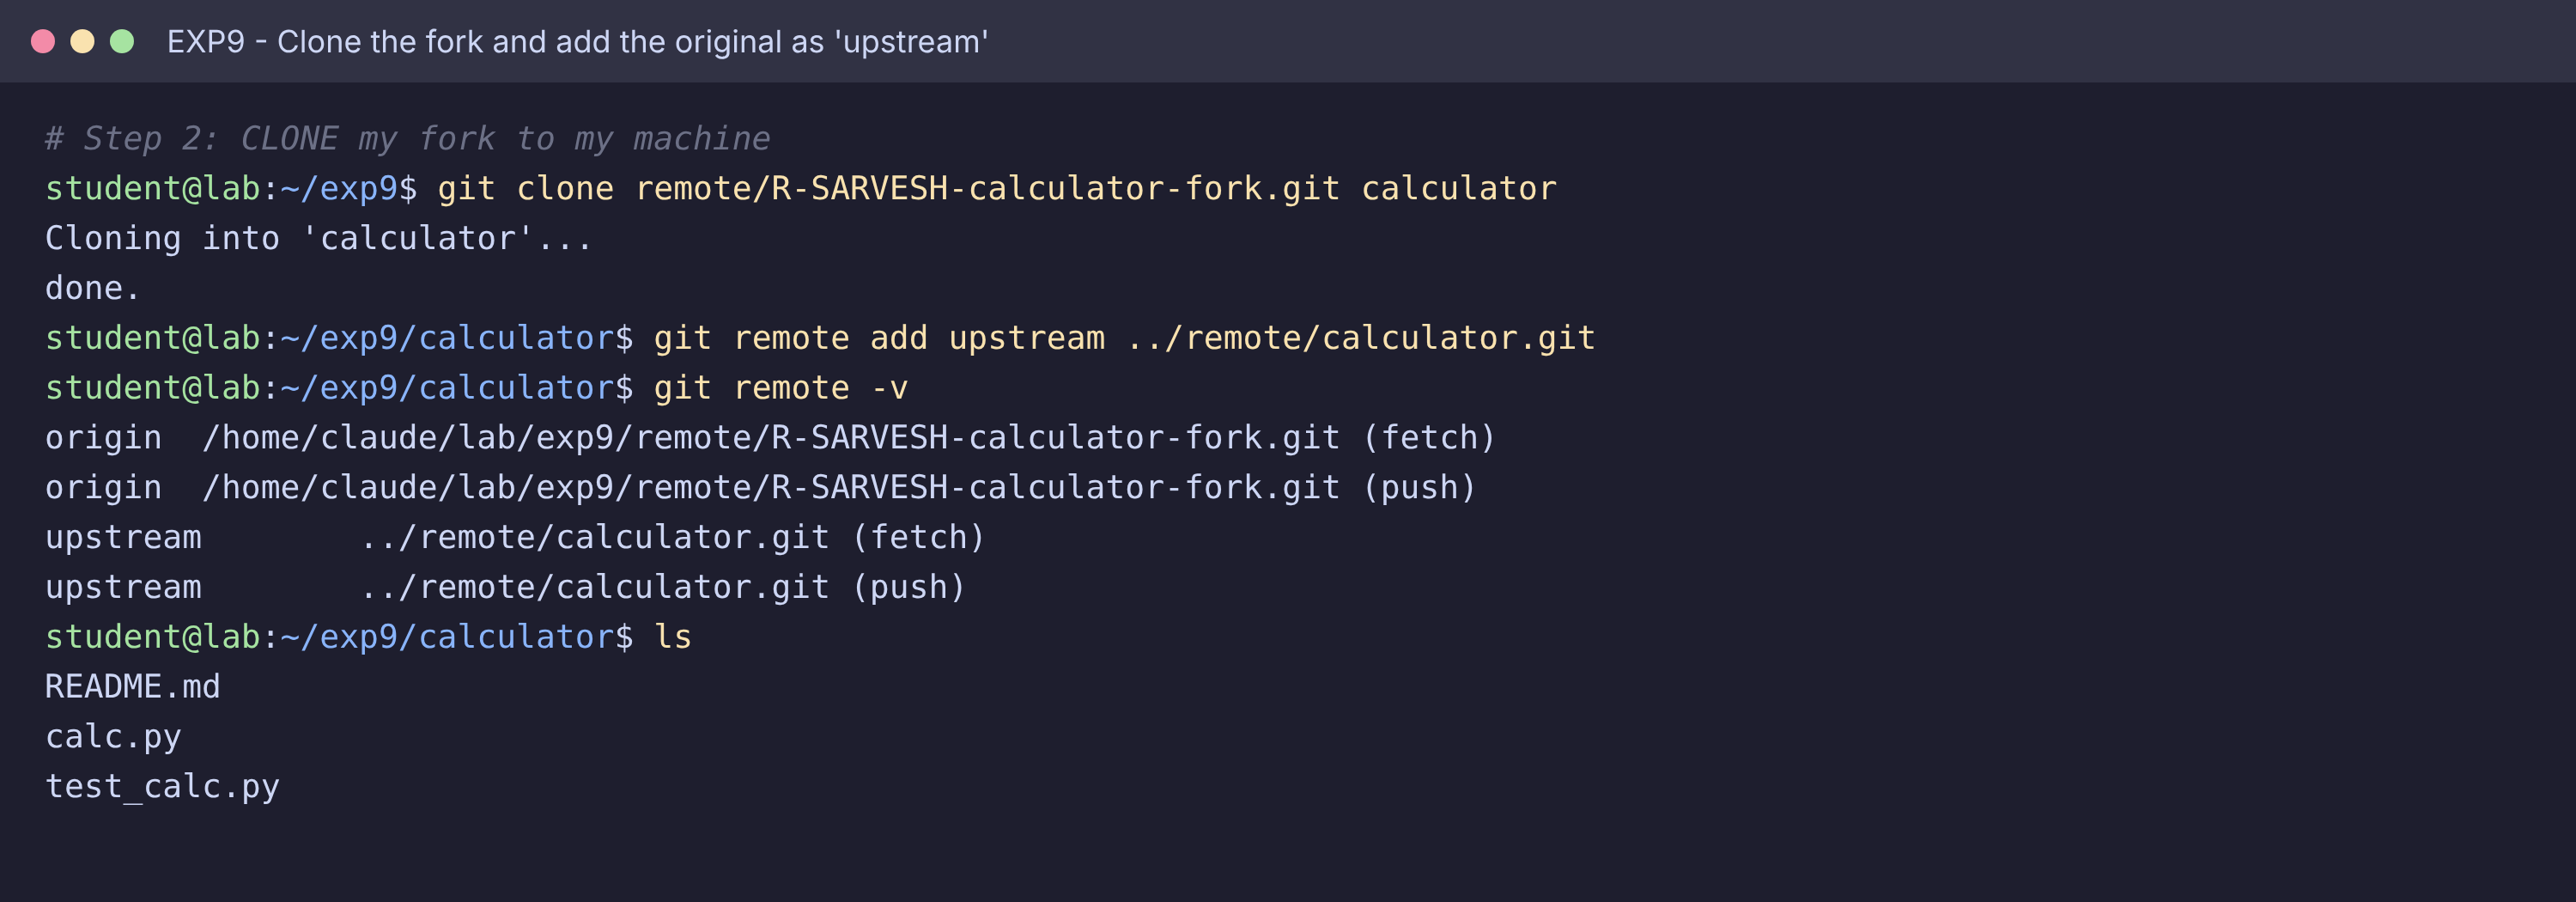 EXP9 - Clone the fork and add the original as 'upstream'
# Step 2: CLONE my fork to my machine
student@lab:~/exp9$ git clone remote/R-SARVESH-calculator-fork.git calculator
Cloning into 'calculator'...
done.
student@lab:~/exp9/calculator$ git remote add upstream ../remote/calculator.git
student@lab:~/exp9/calculator$ git remote -v
origin  /home/claude/lab/exp9/remote/R-SARVESH-calculator-fork.git (fetch)
origin  /home/claude/lab/exp9/remote/R-SARVESH-calculator-fork.git (push)
upstream        ../remote/calculator.git (fetch)
upstream        ../remote/calculator.git (push)
student@lab:~/exp9/calculator$ ls
README.md
calc.py
test_calc.py